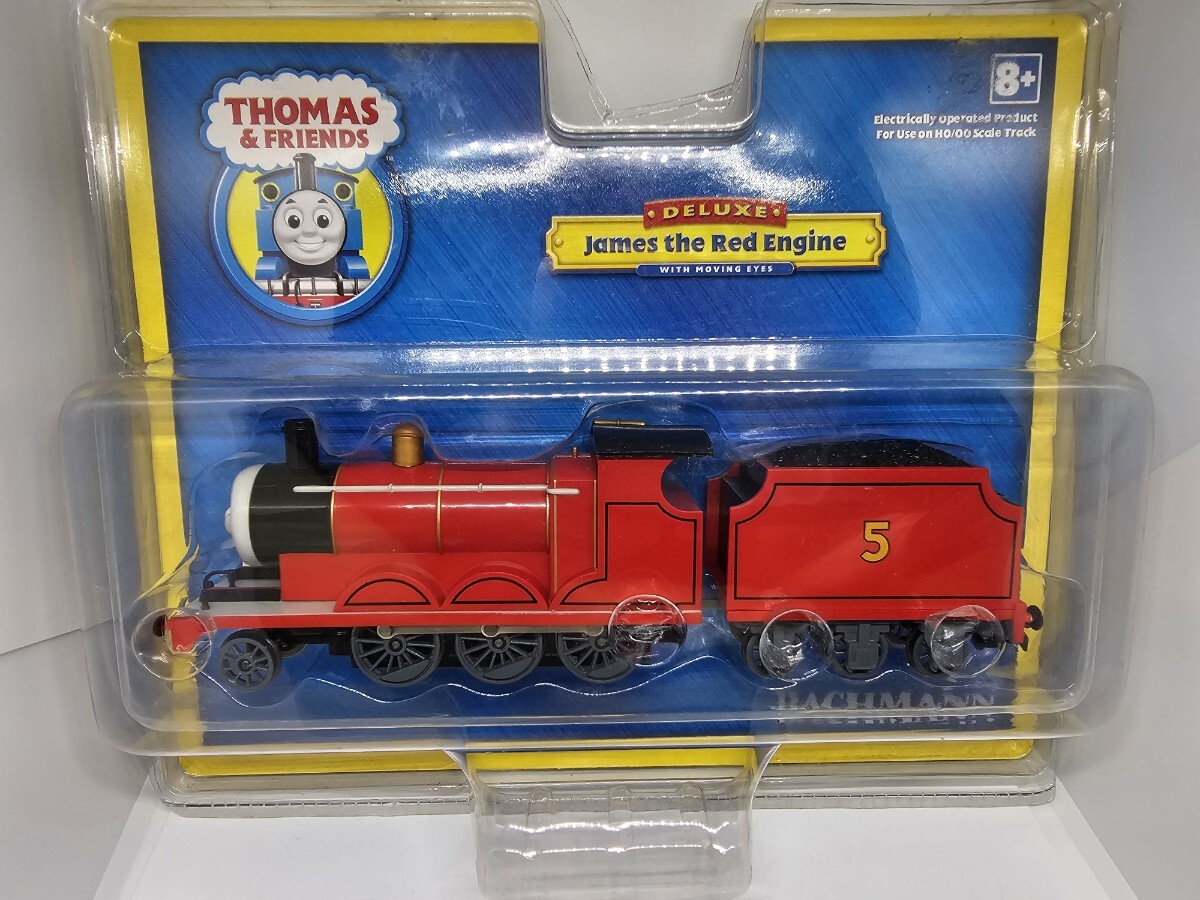 THOMAS
& FRIENDS
8+
Electrically Operated Product
For Use on HO/OO Scale Track
DELUXE
James the Red Engine
WITH MOVING EYES
5
BACHMANN